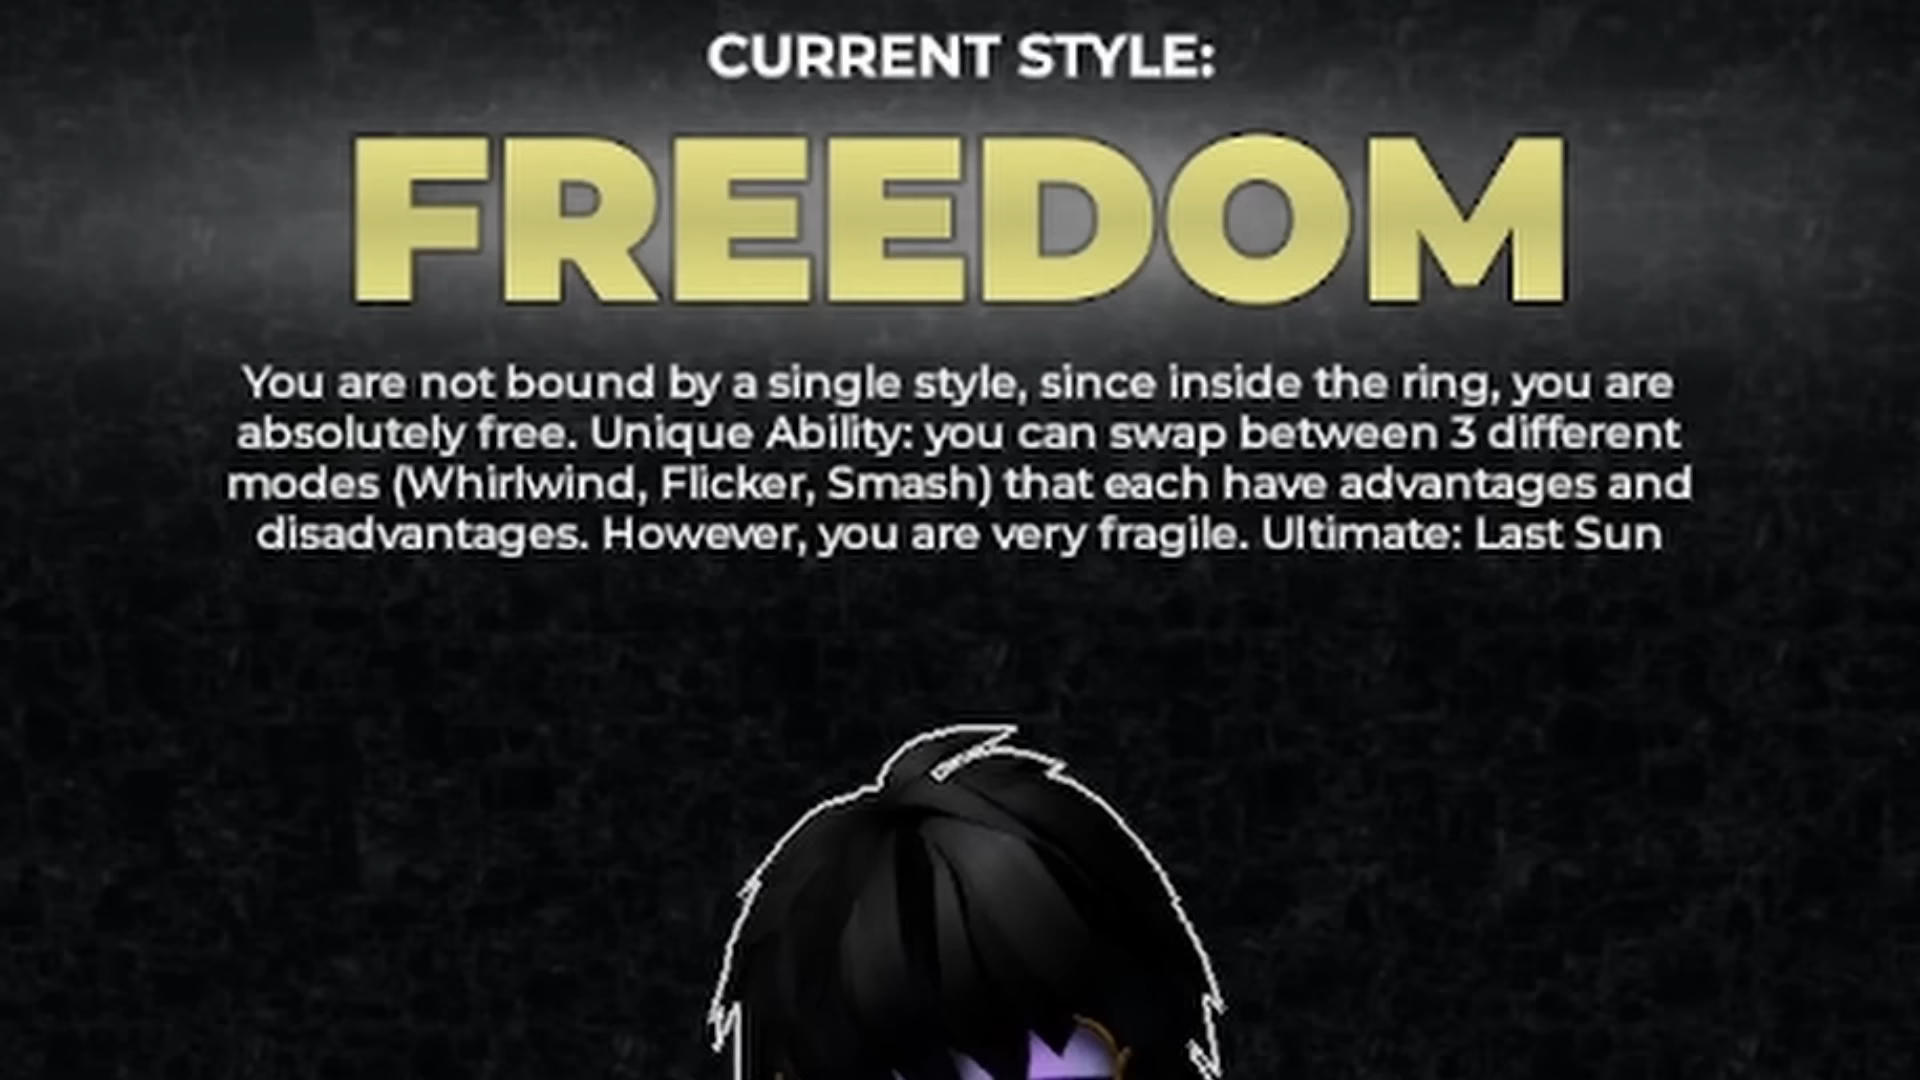 CURRENT STYLE:
FREEDOM
You are not bound by a single style, since inside the ring, you are
absolutely free. Unique Ability: you can swap between 3 different
modes (Whirlwind, Flicker, Smash) that each have advantages and
disadvantages. However, you are very fragile. Ultimate: Last Sun